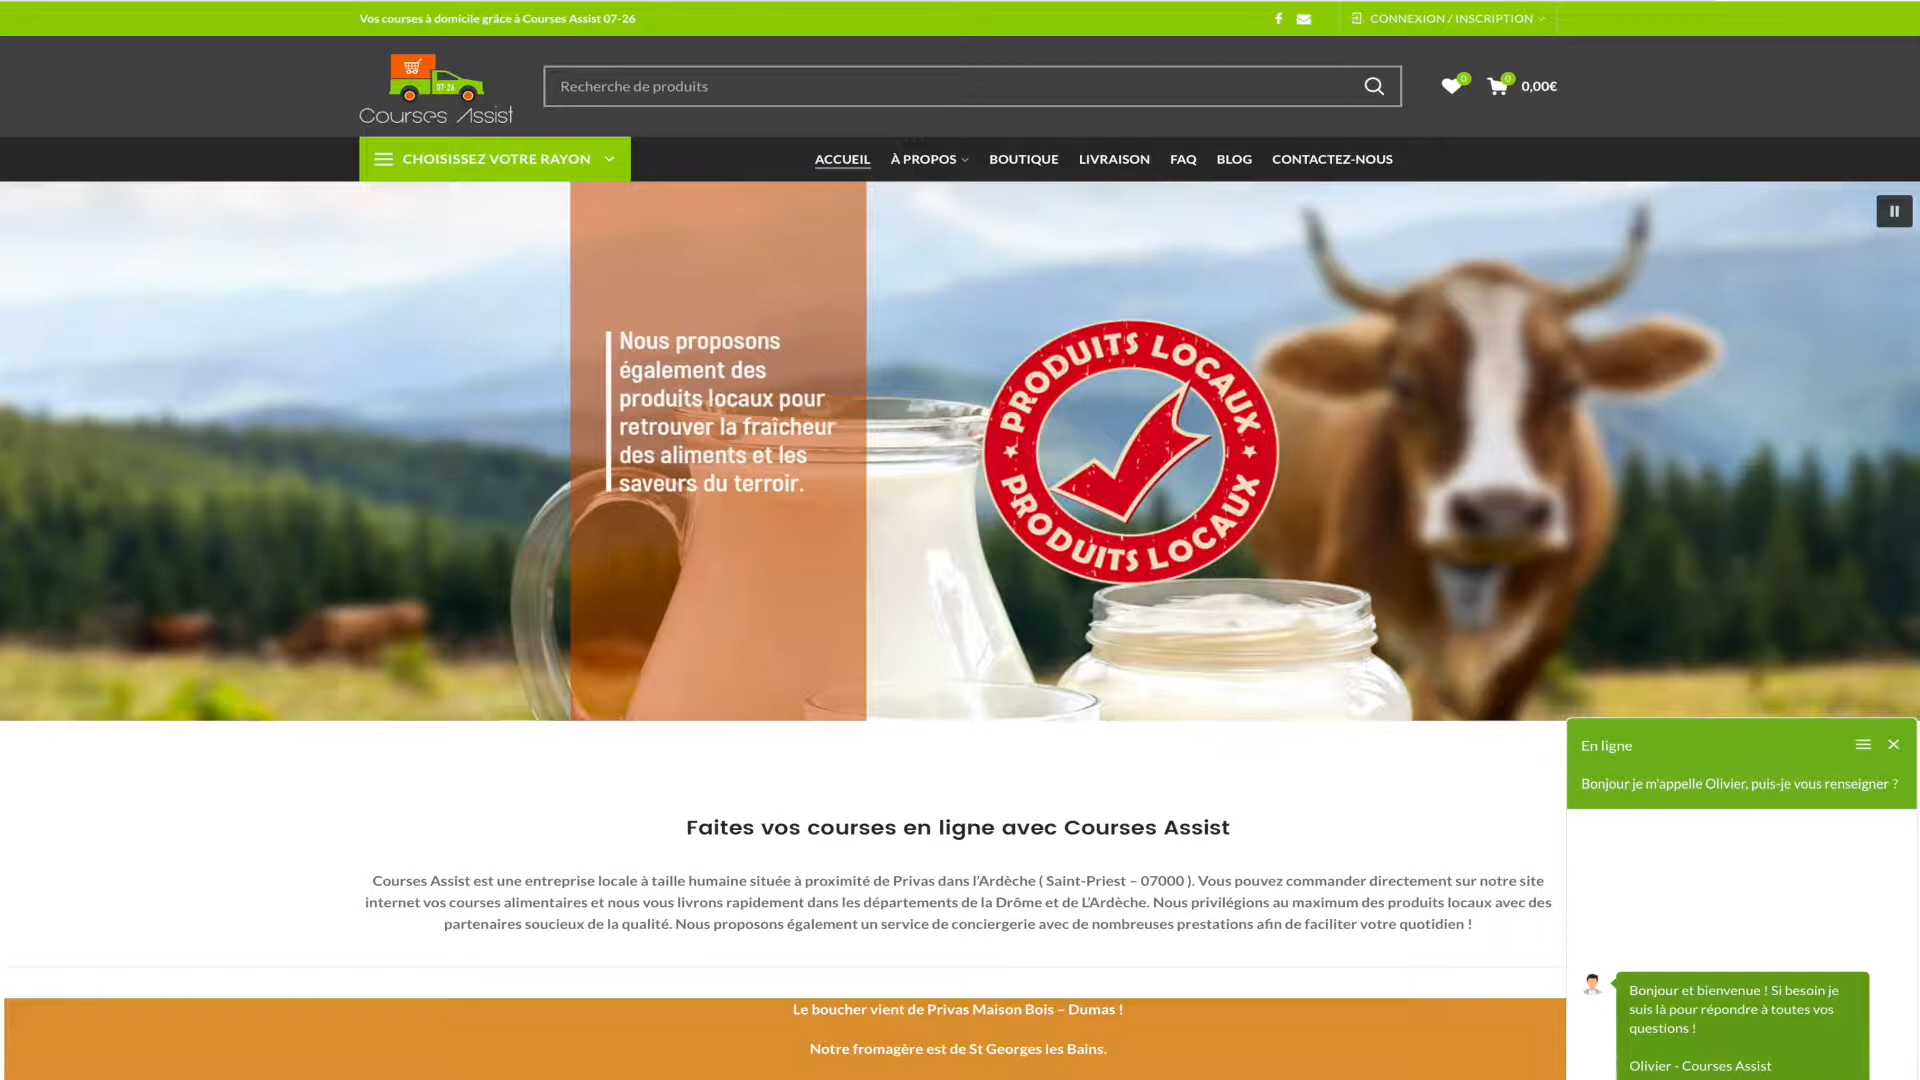 Vos courses à domicile grâce à Courses Assist 07-26
CONNEXION / INSCRIPTION
07-26
Courses Assist
Recherche de produits
0
0
0,00€
CHOISISSEZ VOTRE RAYON
ACCUEIL
À PROPOS
BOUTIQUE
LIVRAISON
FAQ
BLOG
CONTACTEZ-NOUS
Nous proposons
également des
produits locaux pour
retrouver la fraîcheur
des aliments et les
saveurs du terroir.
PRODUITS LOCAUX
PRODUITS LOCAUX
Faites vos courses en ligne avec Courses Assist
Courses Assist est une entreprise locale à taille humaine située à proximité de Privas dans l'Ardèche ( Saint-Priest – 07000 ). Vous pouvez commander directement sur notre site
internet vos courses alimentaires et nous vous livrons rapidement dans les départements de la Drôme et de L'Ardèche. Nous privilégions au maximum des produits locaux avec des
partenaires soucieux de la qualité. Nous proposons également un service de conciergerie avec de nombreuses prestations afin de faciliter votre quotidien !
Le boucher vient de Privas Maison Bois – Dumas !
Notre fromagère est de St Georges les Bains.
En ligne
Bonjour je m'appelle Olivier, puis-je vous renseigner ?
Bonjour et bienvenue ! Si besoin je
suis là pour répondre à toutes vos
questions !
Olivier - Courses Assist